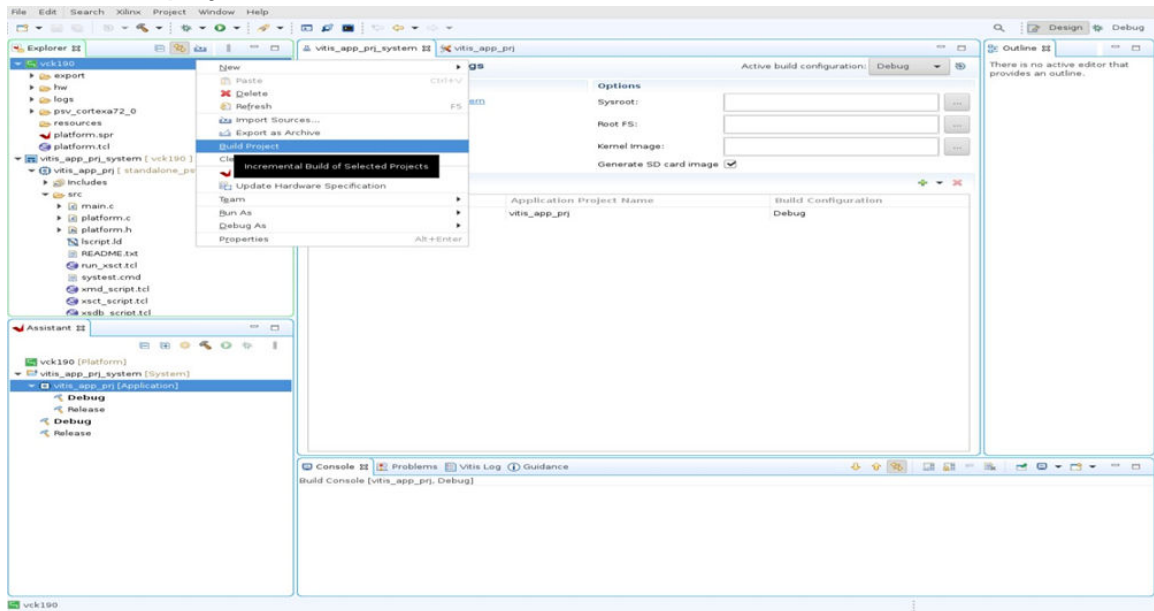 File Edit Search Xilinx Project Window Help
Design Debug
Explorer
vck190
export
hw
logs
psv_cortexa72_0
resources
platform.spr
platform.tcl
vitis_app_prj_system [ vck190 ]
vitis_app_prj [ standalone_ps
Includes
src
main.c
platform.c
platform.h
lscript.ld
README.txt
run_xsct.tcl
systest.cmd
xmd_script.tcl
xsct_script.tcl
xsdb_script.tcl
New
Paste Ctrl+V
Delete
Refresh F5
Import Sources...
Export as Archive
Build Project
Cle
Incremental Build of Selected Projects
Update Hardware Specification
Team
Run As
Debug As
Properties Alt+Enter
vitis_app_prj_system vitis_app_prj
gs Active build configuration: Debug
Options
em Sysroot:
Root FS:
Kernel Image:
Generate SD card image
Application Project Name Build Configuration
vitis_app_prj Debug
Outline
There is no active editor that
provides an outline.
Assistant
vck190 [Platform]
vitis_app_prj_system [System]
vitis_app_prj [Application]
Debug
Release
Debug
Release
Console Problems Vitis Log Guidance
Build Console [vitis_app_prj, Debug]
vck190